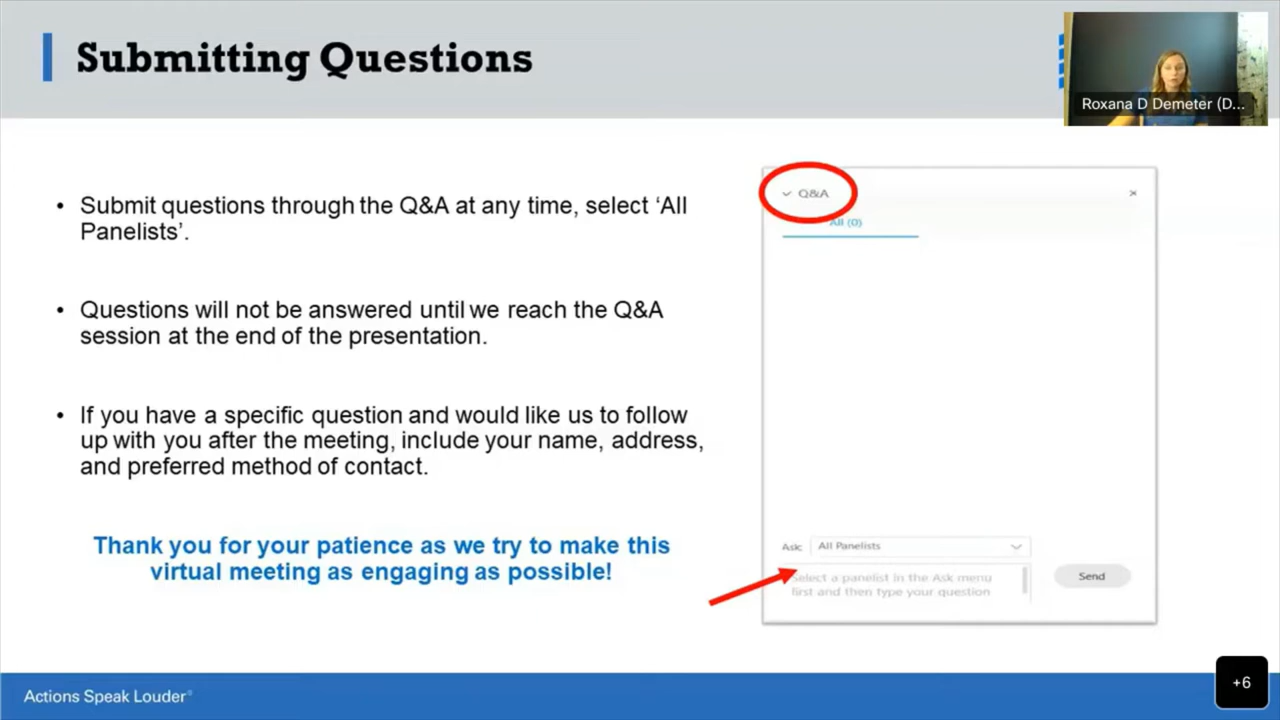 Submitting Questions
Roxana D Demeter (D...
• Submit questions through the Q&A at any time, select ‘All
Panelists’.
• Questions will not be answered until we reach the Q&A
session at the end of the presentation.
• If you have a specific question and would like us to follow
up with you after the meeting, include your name, address,
and preferred method of contact.
Thank you for your patience as we try to make this
virtual meeting as engaging as possible!
Q&A
×
All (0)
Ask: All Panelists
Select a panelist in the Ask menu
first and then type your question
Send
Actions Speak Louder®
+6